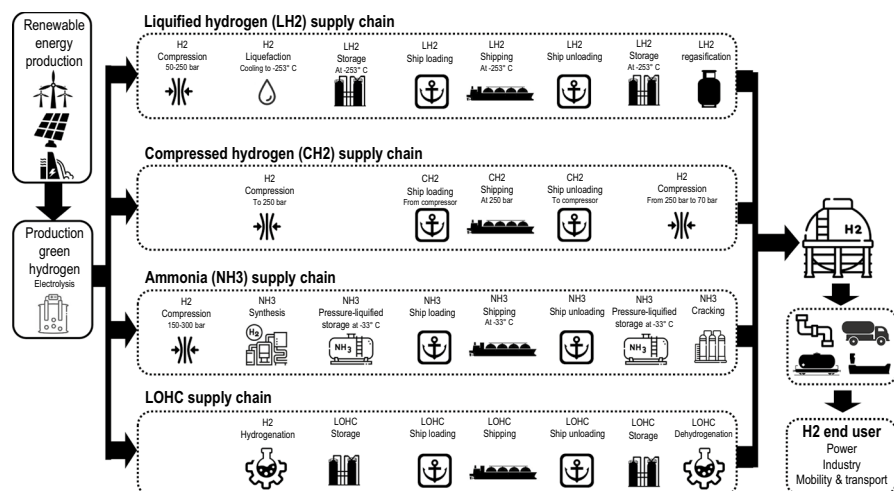 Renewable
energy
production
Production
green
hydrogen
Electrolysis
Liquified hydrogen (LH2) supply chain
H2
Compression
50-250 bar
H2
Liquefaction
Cooling to -253° C
LH2
Storage
At -253° C
LH2
Ship loading
LH2
Shipping
At -253° C
LH2
Ship unloading
LH2
Storage
At -253° C
LH2
regasification
Compressed hydrogen (CH2) supply chain
H2
Compression
To 250 bar
CH2
Ship loading
From compressor
CH2
Shipping
At 250 bar
CH2
Ship unloading
To compressor
H2
Compression
From 250 bar to 70 bar
Ammonia (NH3) supply chain
H2
Compression
150-300 bar
NH3
Synthesis
H2
NH3
Pressure-liquified
storage at -33° C
NH3
NH3
Ship loading
NH3
Shipping
At -33° C
NH3
Ship unloading
NH3
Pressure-liquified
storage at -33° C
NH3
NH3
Cracking
LOHC supply chain
H2
Hydrogenation
LOHC
Storage
LOHC
Ship loading
LOHC
Shipping
LOHC
Ship unloading
LOHC
Storage
LOHC
Dehydrogenation
H2
H2 end user
Power
Industry
Mobility & transport